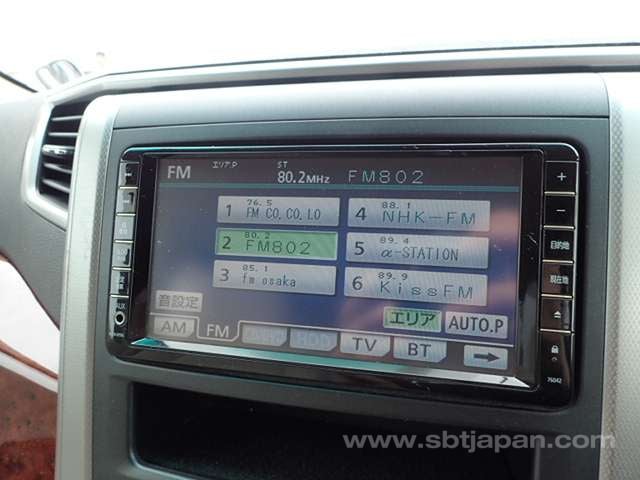 FM エリア.P ST 80.2MHz FM802
76.5
1 FM CO.CO.LO
88.1
4 NHK-FM
80.2
2 FM802
89.4
5 α-STATION
85.1
3 fm osaka
89.9
6 KissFM
音設定
エリア AUTO.P
AM FM DISC HDD TV BT
+
−
目的地
現在地
AUX
76042
www.sbtjapan.com